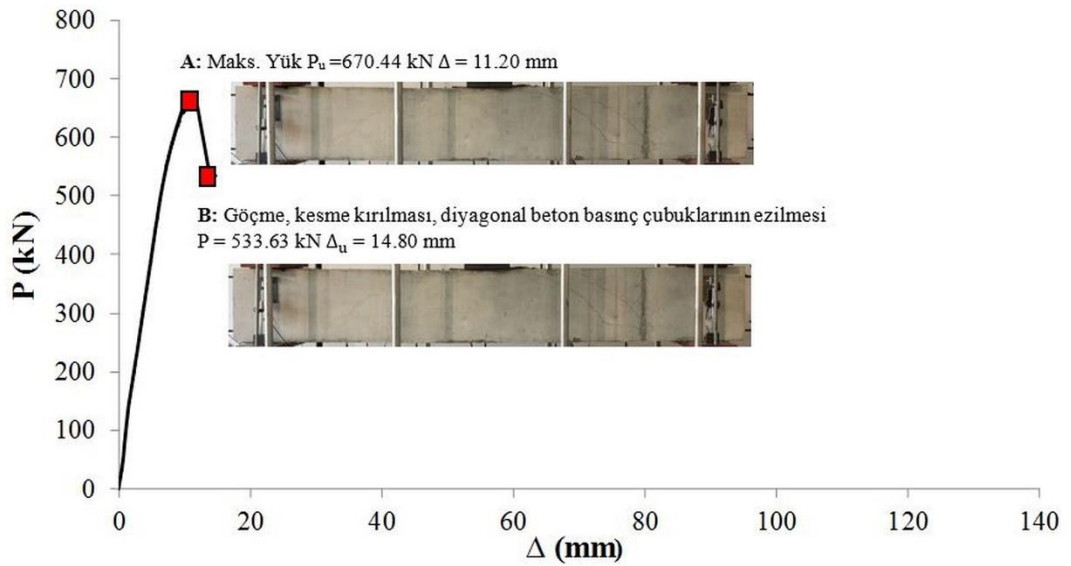 800
700
600
500
400
300
200
100
0
P (kN)
A: Maks. Yük Pu =670.44 kN Δ = 11.20 mm
B: Göçme, kesme kırılması, diyagonal beton basınç çubuklarının ezilmesi
P = 533.63 kN Δu = 14.80 mm
0 20 40 60 80 100 120 140
Δ (mm)